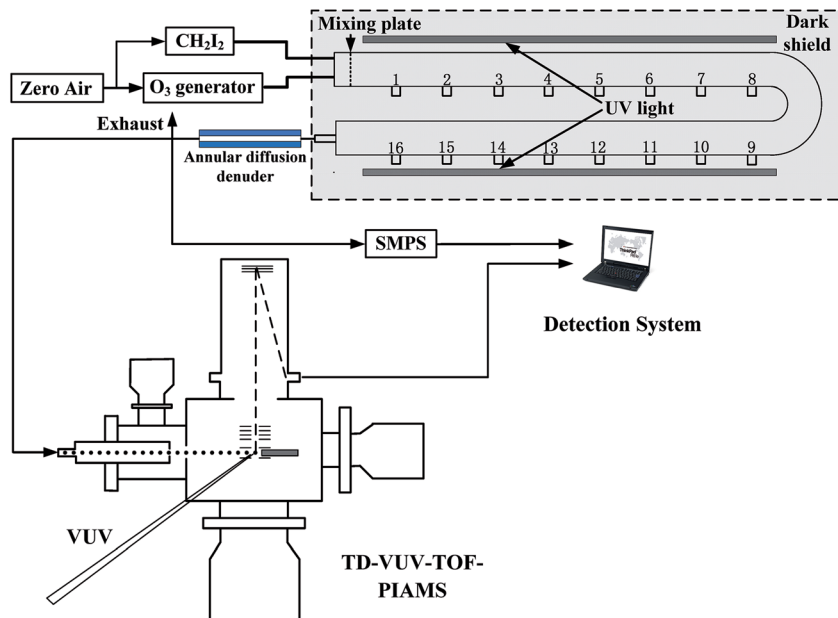 Mixing plate
Dark
shield
CH2I2
Zero Air
O3 generator
1 2 3 4 5 6 7 8
UV light
Exhaust
Annular diffusion
denuder
16 15 14 13 12 11 10 9
SMPS
Detection System
VUV
TD-VUV-TOF-
PIAMS